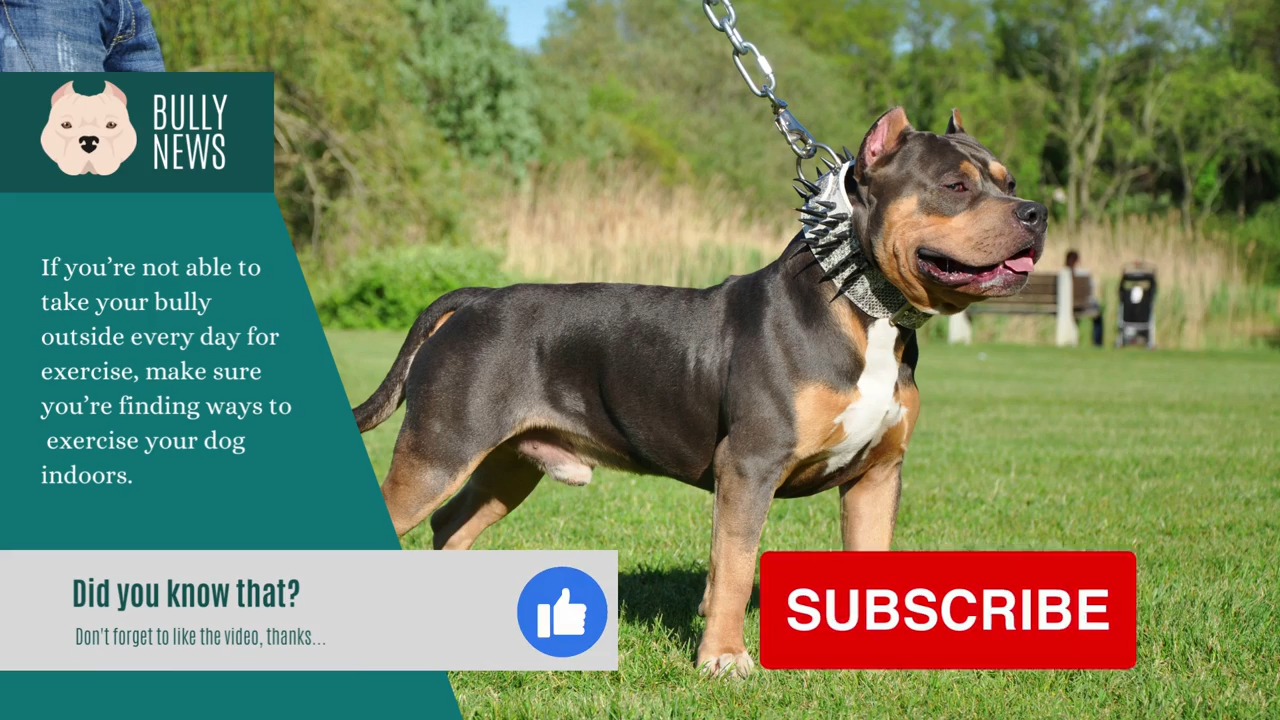 BULLY
NEWS
If you’re not able to
take your bully
outside every day for
exercise, make sure
you’re finding ways to
exercise your dog
indoors.
Did you know that?
Don't forget to like the video, thanks...
SUBSCRIBE